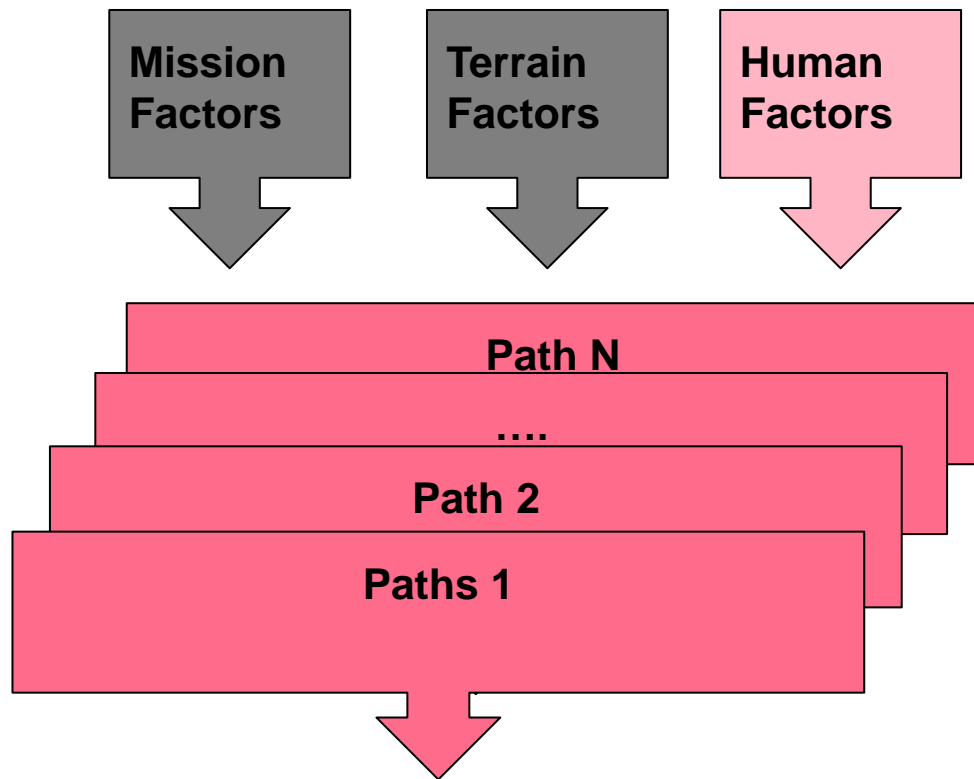 Mission
Factors
Terrain
Factors
Human
Factors
Path N
....
Path 2
Paths 1